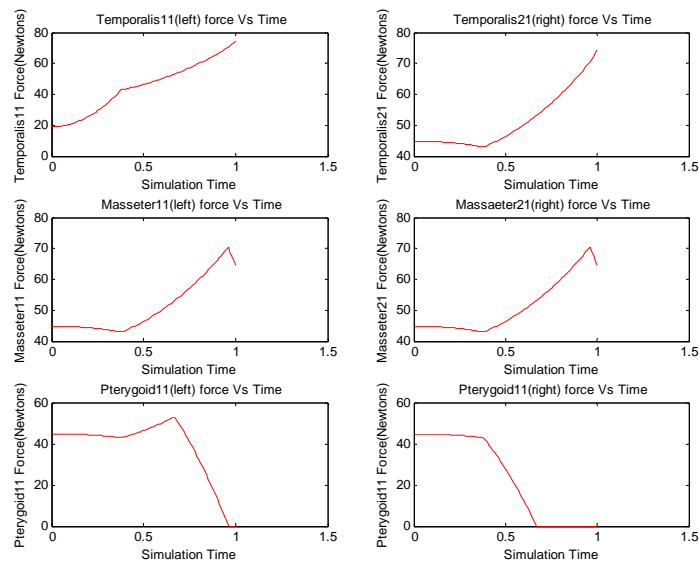 Temporalis11(left) force Vs Time
Temporalis11 Force(Newtons)
80
60
40
20
0
0 0.5 1 1.5
Simulation Time
Temporalis21(right) force Vs Time
Temporalis21 Force(Newtons)
80
70
60
50
40
0 0.5 1 1.5
Simulation Time
Masseter11(left) force Vs Time
Masseter11 Force(Newtons)
80
70
60
50
40
0 0.5 1 1.5
Simulation Time
Massaeter21(right) force Vs Time
Masseter21 Force(Newtons)
80
70
60
50
40
0 0.5 1 1.5
Simulation Time
Pterygoid11(left) force Vs Time
Pterygoid11 Force(Newtons)
60
40
20
0
0 0.5 1 1.5
Simulation Time
Pterygoid11(right) force Vs Time
Pterygoid11 Force(Newtons)
60
40
20
0
0 0.5 1 1.5
Simulation Time